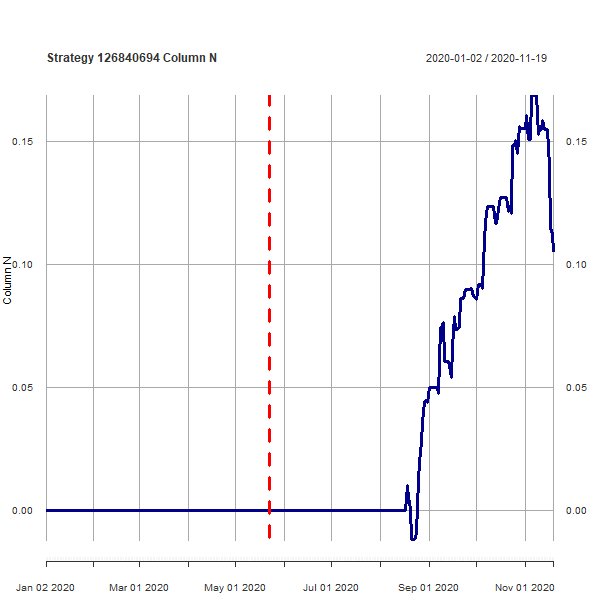 Strategy 126840694 Column N
2020-01-02 / 2020-11-19
0.15
0.15
0.10
0.10
Column N
0.05
0.05
0.00
0.00
Jan 02 2020
Mar 01 2020
May 01 2020
Jul 01 2020
Sep 01 2020
Nov 01 2020